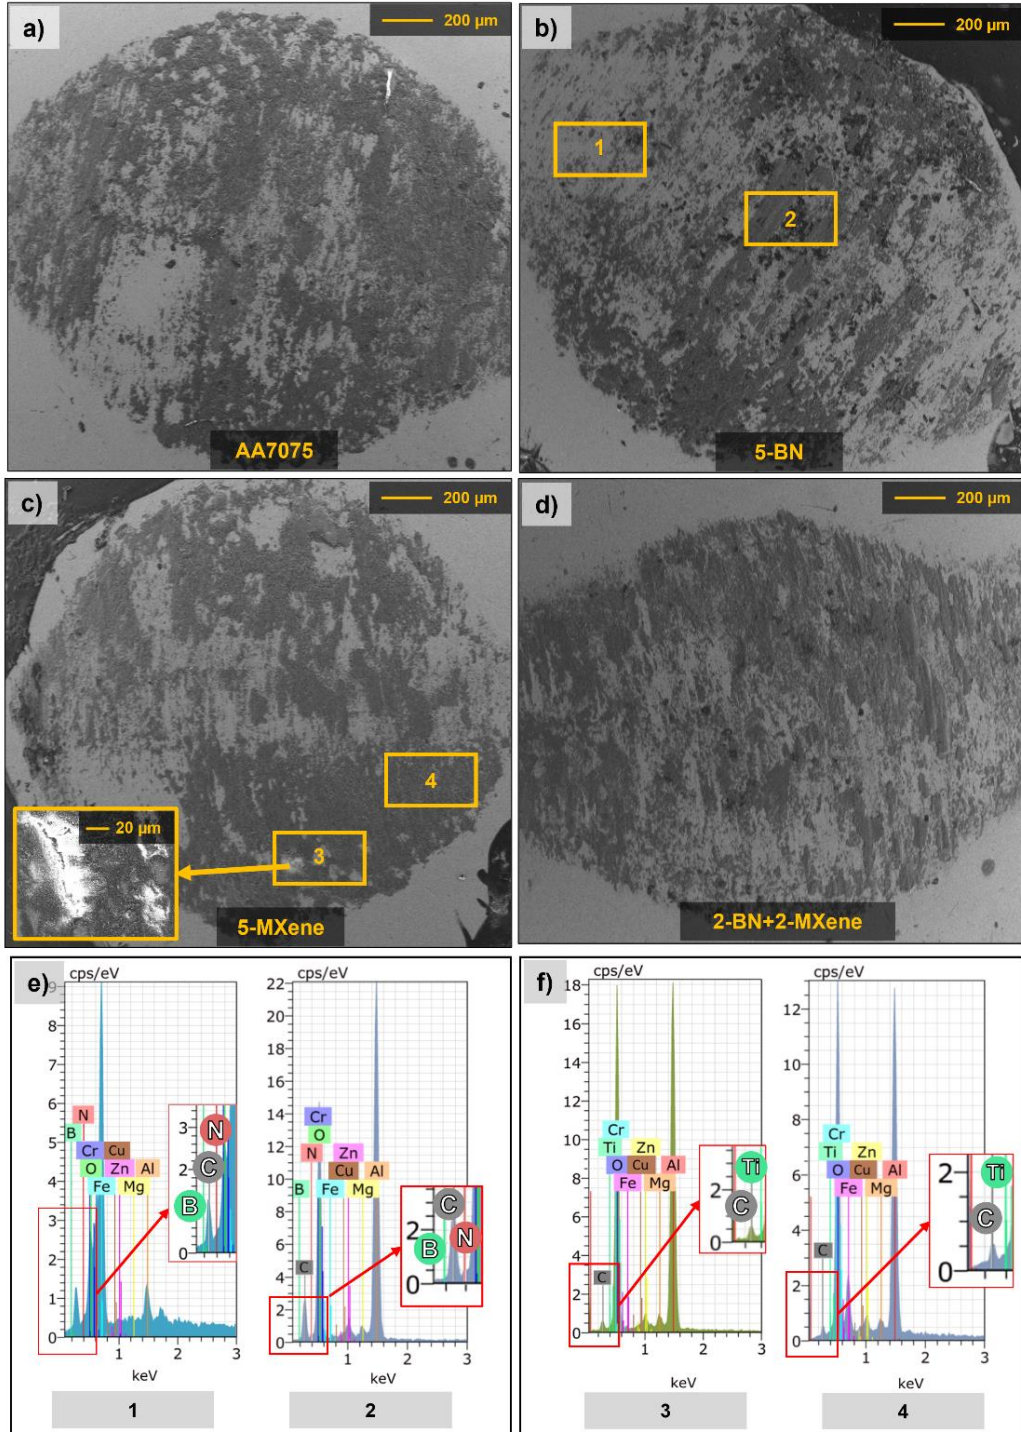 a)
200 µm
AA7075
b)
200 µm
1
2
5-BN
c)
200 µm
4
3
20 µm
5-MXene
d)
200 µm
2-BN+2-MXene
e)
cps/eV
9
8
7
6
5
4
3
2
1
0
N
B
Cr Cu
O Zn Al
Fe Mg
3
2
0
N
C
B
1 2 3
keV
1
cps/eV
22
20
18
16
14
12
10
8
6
4
2
0
Cr
O
N Zn
Cu Al
B Fe Mg
C
2
0
C
B N
1 2 3
keV
2
f)
cps/eV
18
16
14
12
10
8
6
4
2
0
Cr
Ti Zn
O Cu Al
Fe Mg
C
2
0
Ti
C
1 2 3
keV
3
cps/eV
12
10
8
6
4
2
0
Cr
Ti Zn
O Cu Al
Fe Mg
C
2
0
Ti
C
1 2 3
keV
4